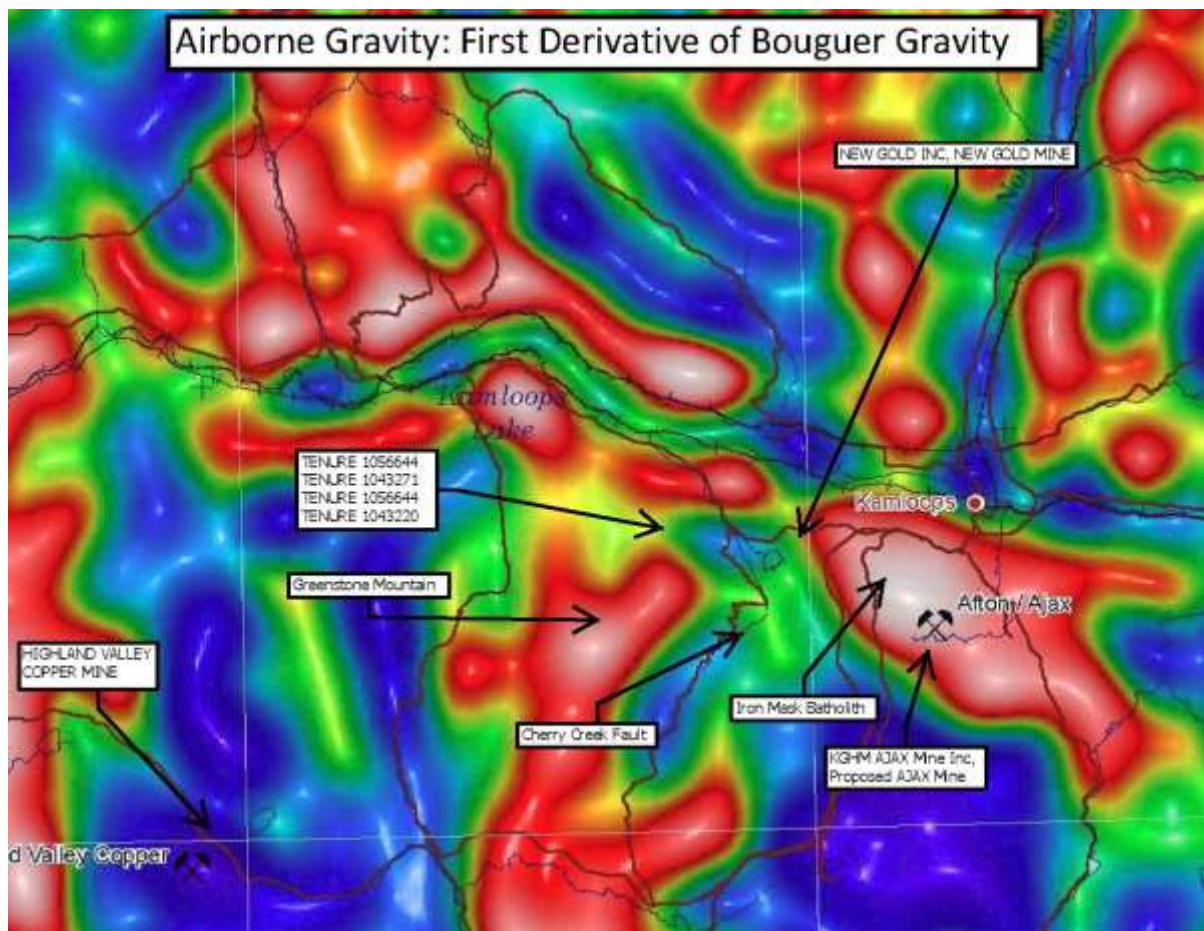 Airborne Gravity: First Derivative of Bouguer Gravity
NEW GOLD INC, NEW GOLD MINE
Kamloops
Lake
TENURE 1056644
TENURE 1043271
TENURE 1056644
TENURE 1043220
Kamloops
Greenstone Mountain
Afton / Ajax
HIGHLAND VALLEY
COPPER MINE
Iron Mask Batholith
Cherry Creek Fault
KGHM AJAX Mine Inc,
Proposed AJAX Mine
d Valley Copper